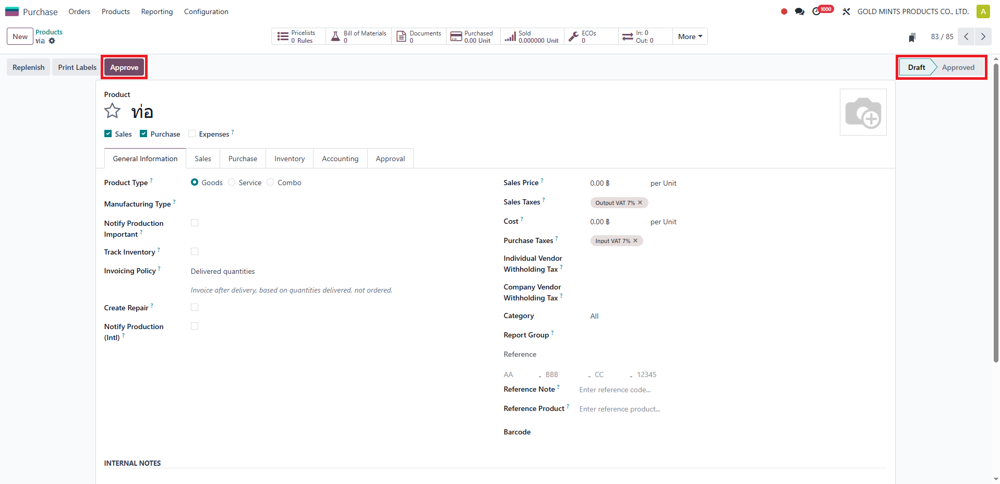 Purchase Orders Products Reporting Configuration 1000 GOLD MINTS PRODUCTS CO., LTD. A
New Products
ท่อ
Pricelists
0 Rules
Bill of Materials
0
Documents
0
Purchased
0.00 Unit
Sold
0.000000 Unit
ECOs
0
In: 0
Out: 0
More
83 / 85
Replenish Print Labels Approve Draft Approved
Product
ท่อ
Sales Purchase Expenses ?
General Information Sales Purchase Inventory Accounting Approval
Product Type ? Goods Service Combo
Manufacturing Type ?
Notify Production
Important ?
Track Inventory ?
Invoicing Policy ? Delivered quantities
Invoice after delivery, based on quantities delivered, not ordered.
Create Repair ?
Notify Production
(Intl) ?
Sales Price ? 0.00 ฿ per Unit
Sales Taxes ? Output VAT 7% ×
Cost ? 0.00 ฿ per Unit
Purchase Taxes ? Input VAT 7% ×
Individual Vendor
Withholding Tax ?
Company Vendor
Withholding Tax ?
Category All
Report Group ?
Reference
AA - BBB - CC - 12345
Reference Note ? Enter reference code...
Reference Product ? Enter reference product...
Barcode
INTERNAL NOTES